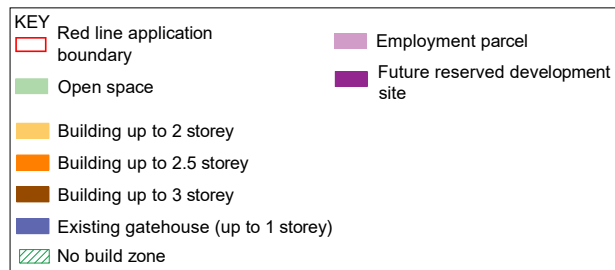 KEY
Red line application
boundary
Open space
Building up to 2 storey
Building up to 2.5 storey
Building up to 3 storey
Existing gatehouse (up to 1 storey)
No build zone
Employment parcel
Future reserved development
site